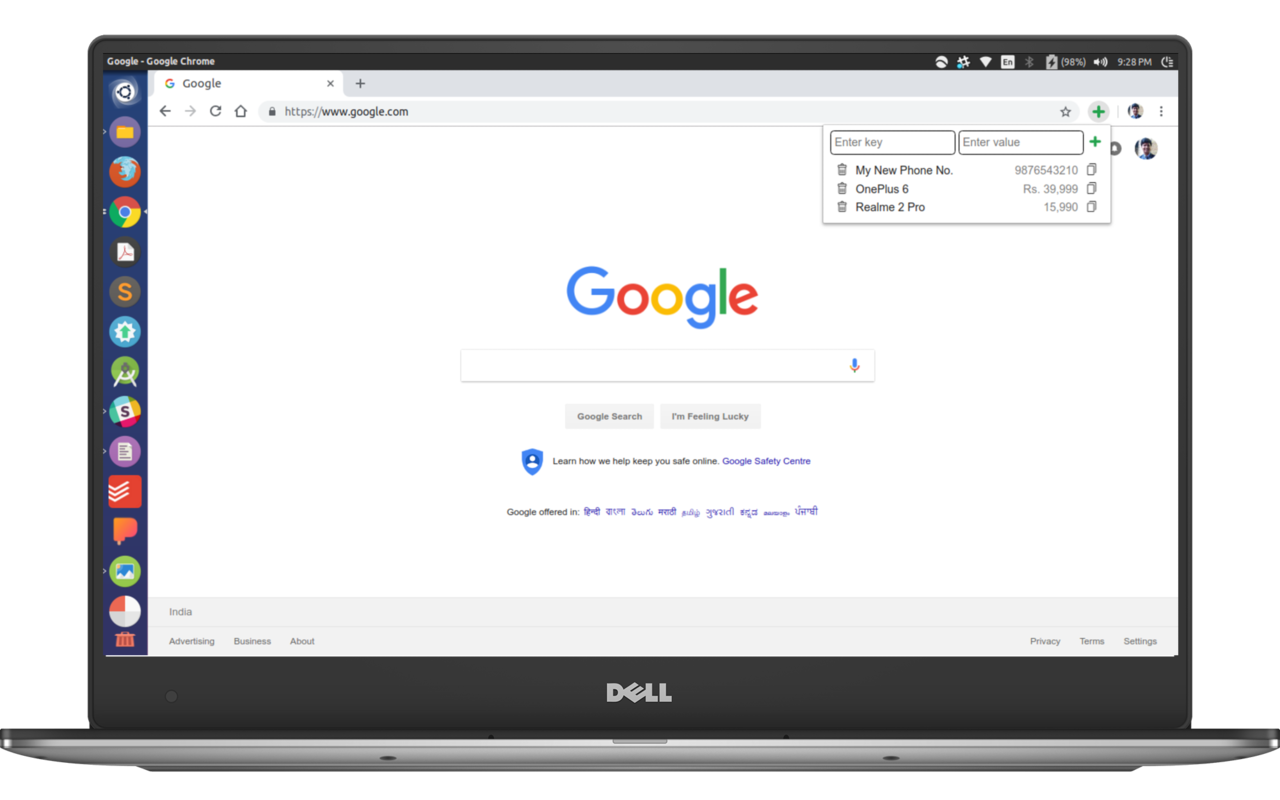 Google - Google Chrome
En (98%) 9:28 PM
Google
https://www.google.com
Enter key Enter value
My New Phone No. 9876543210
OnePlus 6 Rs. 39,999
Realme 2 Pro 15,990
Google
Google Search I'm Feeling Lucky
Learn how we help keep you safe online. Google Safety Centre
Google offered in: हिन्दी বাংলা తెలుగు मराठी தமிழ் ગુજરાતી ಕನ್ನಡ മലയാളം ਪੰਜਾਬੀ
India
Advertising Business About Privacy Terms Settings
S
S
DELL